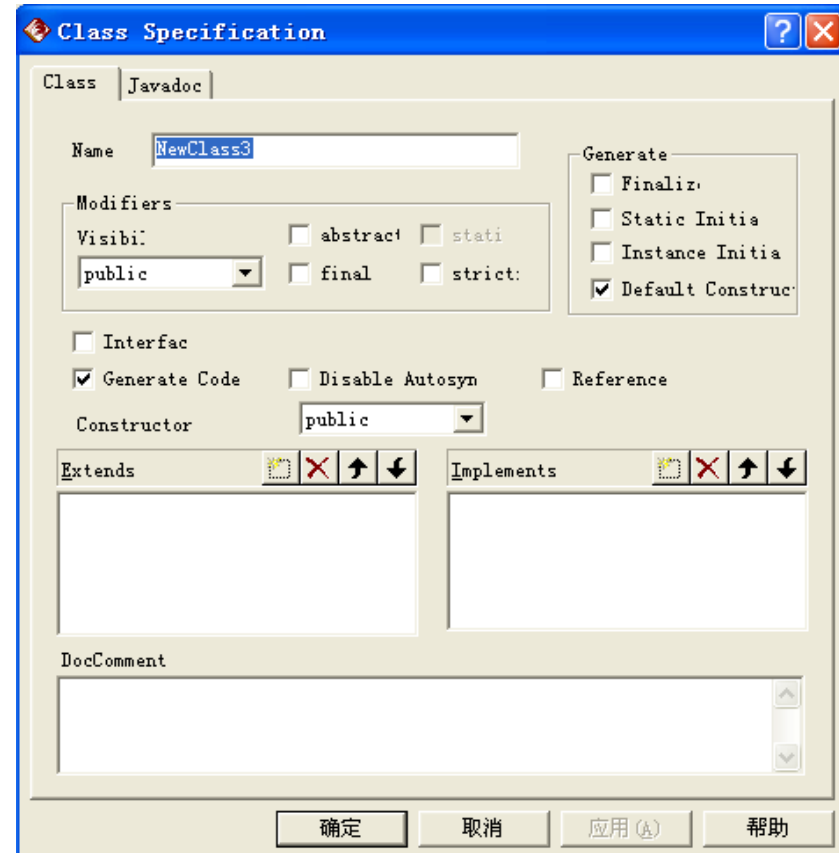 Class Specification
Class Javadoc
Name NewClass3
Generate
Finaliz
Static Initia
Instance Initia
Default Construc
Modifiers
Visibi
abstract stati
public
final strict:
Interfac
Generate Code Disable Autosyn Reference
Constructor public
Extends Implements
DocComment
确定 取消 应用(A) 帮助